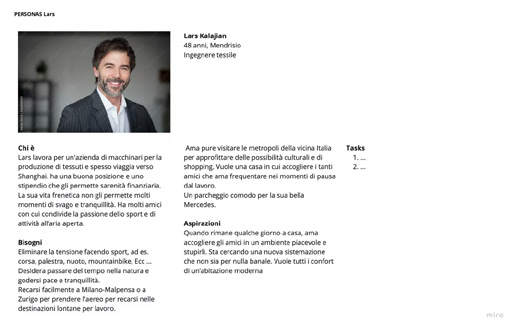 PERSONAS Lars
Lars Kalajian
48 anni, Mendrisio
Ingegnere tessile
Chi è
Lars lavora per un'azienda di macchinari per la
produzione di tessuti e spesso viaggia verso
Shanghai. ha una buona posizione e uno
stipendio che gli permette sarenità finanziaria.
La sua vita frenetica non gli permette molti
momenti di svago e tranquillità. Ha molti amici
con cui condivide la passione dello sport e di
attività all'aria aperta.
Bisogni
Eliminare la tensione facendo sport, ad es.
corsa, palestra, nuoto, mountainbike. Ecc ...
Desidera passare del tempo nella natura e
godersi pace e tranquillità.
Recarsi facilmente a Milano-Malpensa o a
Zurigo per prendere l'aereo per recarsi nelle
destinazioni lontane per lavoro.
Ama pure visitare le metropoli della vicina Italia
per approfittare delle possibilità culturali e di
shopping. Vuole una casa in cui accogliere i tanti
amici che ama frequentare nei momenti di pausa
dal lavoro.
Un parcheggio comodo per la sua bella
Mercedes.
Aspirazioni
Quando rimane qualche giorno a casa, ama
accogliere gli amici in un ambiente piacevole e
stupirli. Sta cercando una nuova sistemazione
che non sia per nulla banale. Vuole tutti i confort
di un'abitazione moderna
Tasks
1. ...
2. ...
miro